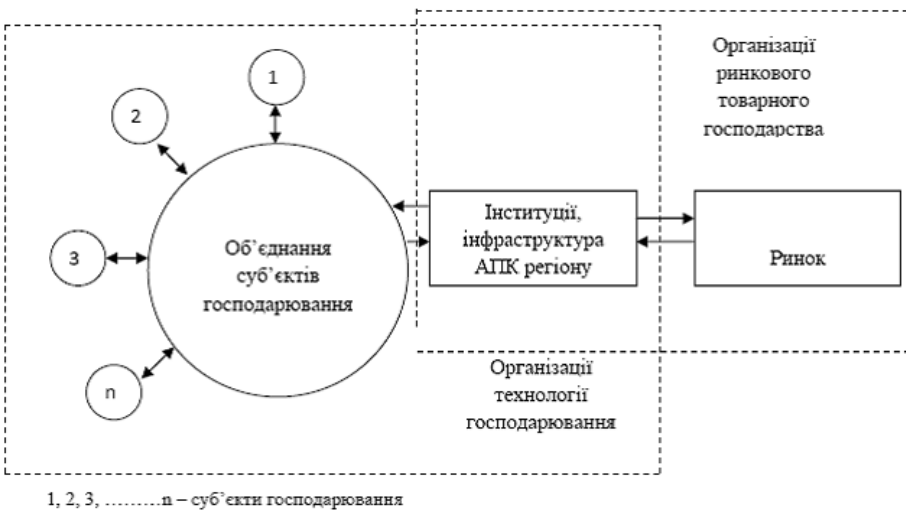 Організації
ринкового
товарного
господарства
1
2
3
n
Об’єднання
суб’єктів
господарювання
Інституції,
інфраструктура
АПК регіону
Ринок
Організації
технології
господарювання
1, 2, 3, ………n – суб’єкти господарювання